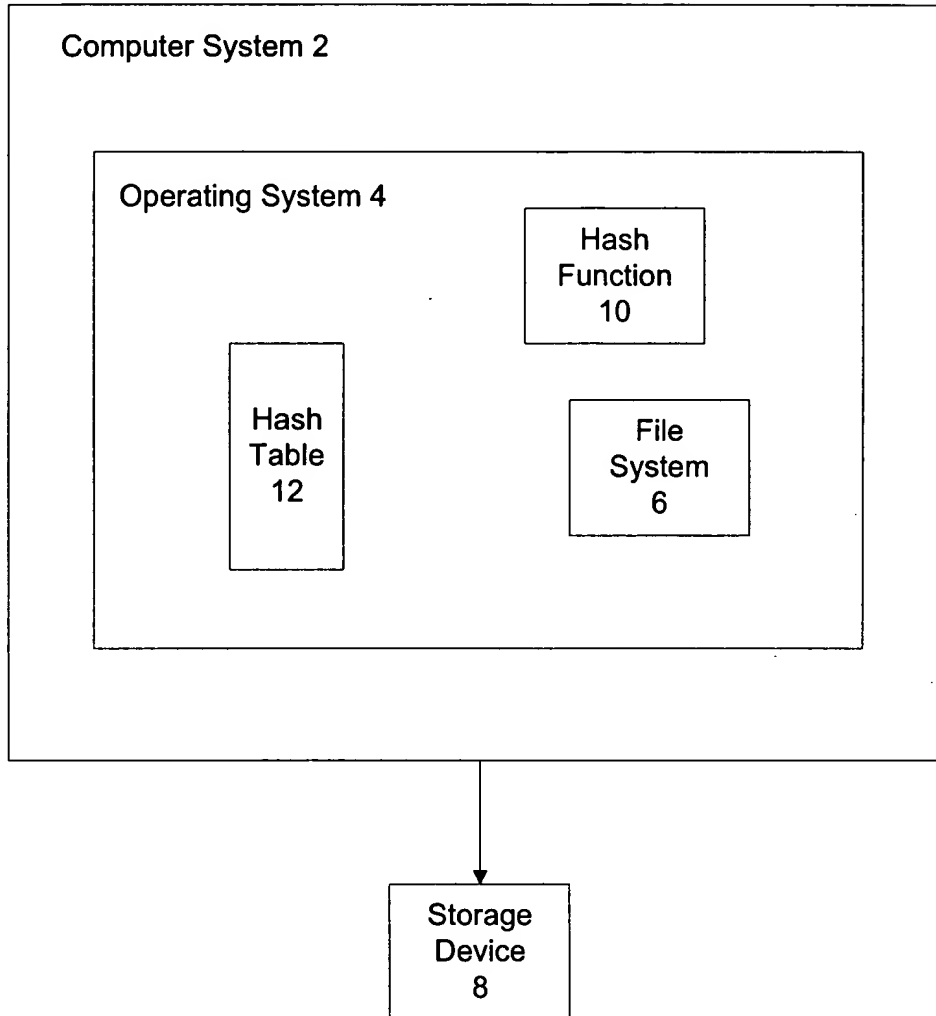 Computer System 2
Operating System 4
Hash
Function
10
Hash
Table
12
File
System
6
Storage
Device
8